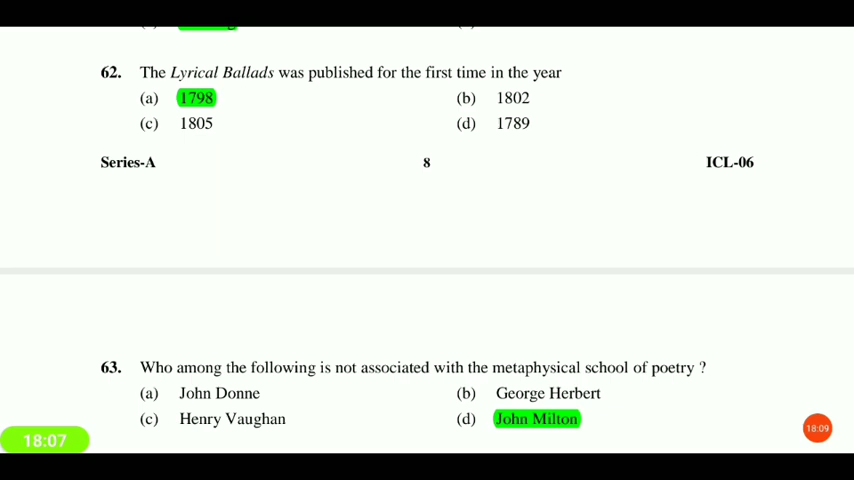 62. The Lyrical Ballads was published for the first time in the year
(a) 1798 (b) 1802
(c) 1805 (d) 1789
Series-A 8 ICL-06
63. Who among the following is not associated with the metaphysical school of poetry ?
(a) John Donne (b) George Herbert
(c) Henry Vaughan (d) John Milton
18:07
18:09